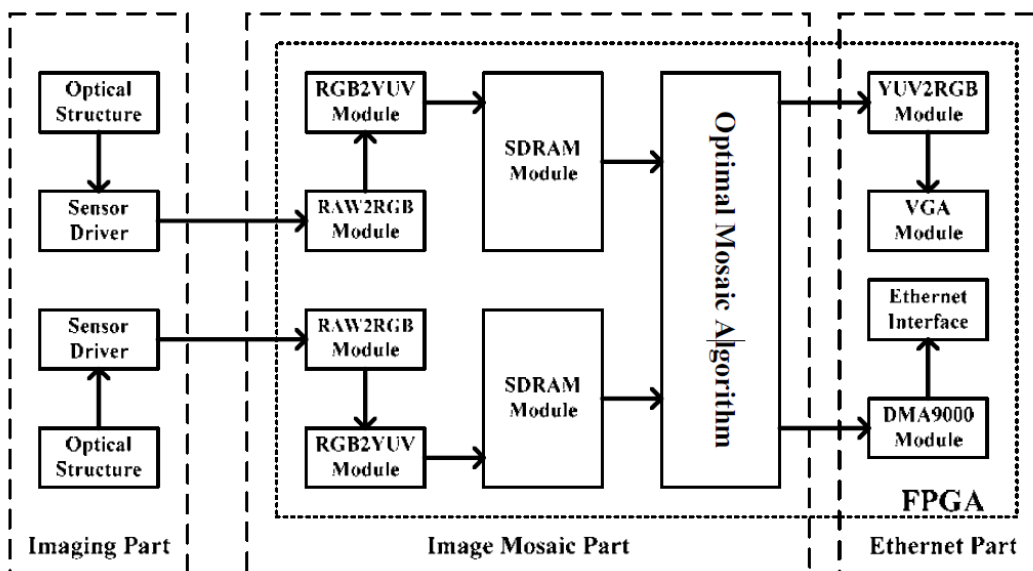 Optical
Structure
Sensor
Driver
Sensor
Driver
Optical
Structure
Imaging Part
RGB2YUV
Module
RAW2RGB
Module
RAW2RGB
Module
RGB2YUV
Module
SDRAM
Module
SDRAM
Module
Optimal Mosaic Algorithm
Image Mosaic Part
YUV2RGB
Module
VGA
Module
Ethernet
Interface
DMA9000
Module
FPGA
Ethernet Part